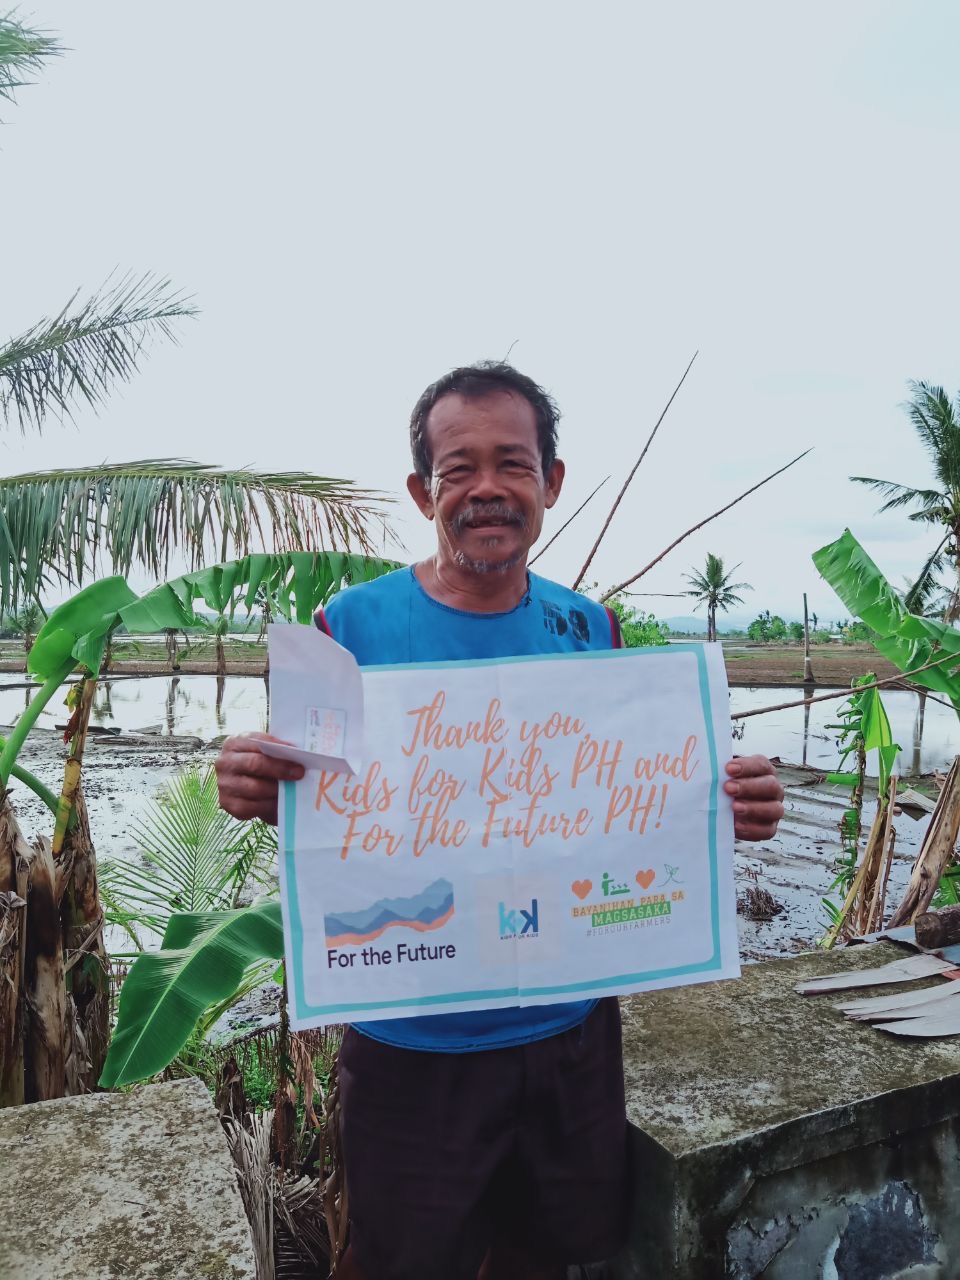 Thank you,
Kids for Kids PH and
For the Future PH!
For the Future
kk
KIDS FOR KIDS
BAYANIHAN PARA SA
MAGSASAKA
#FOROURFARMERS